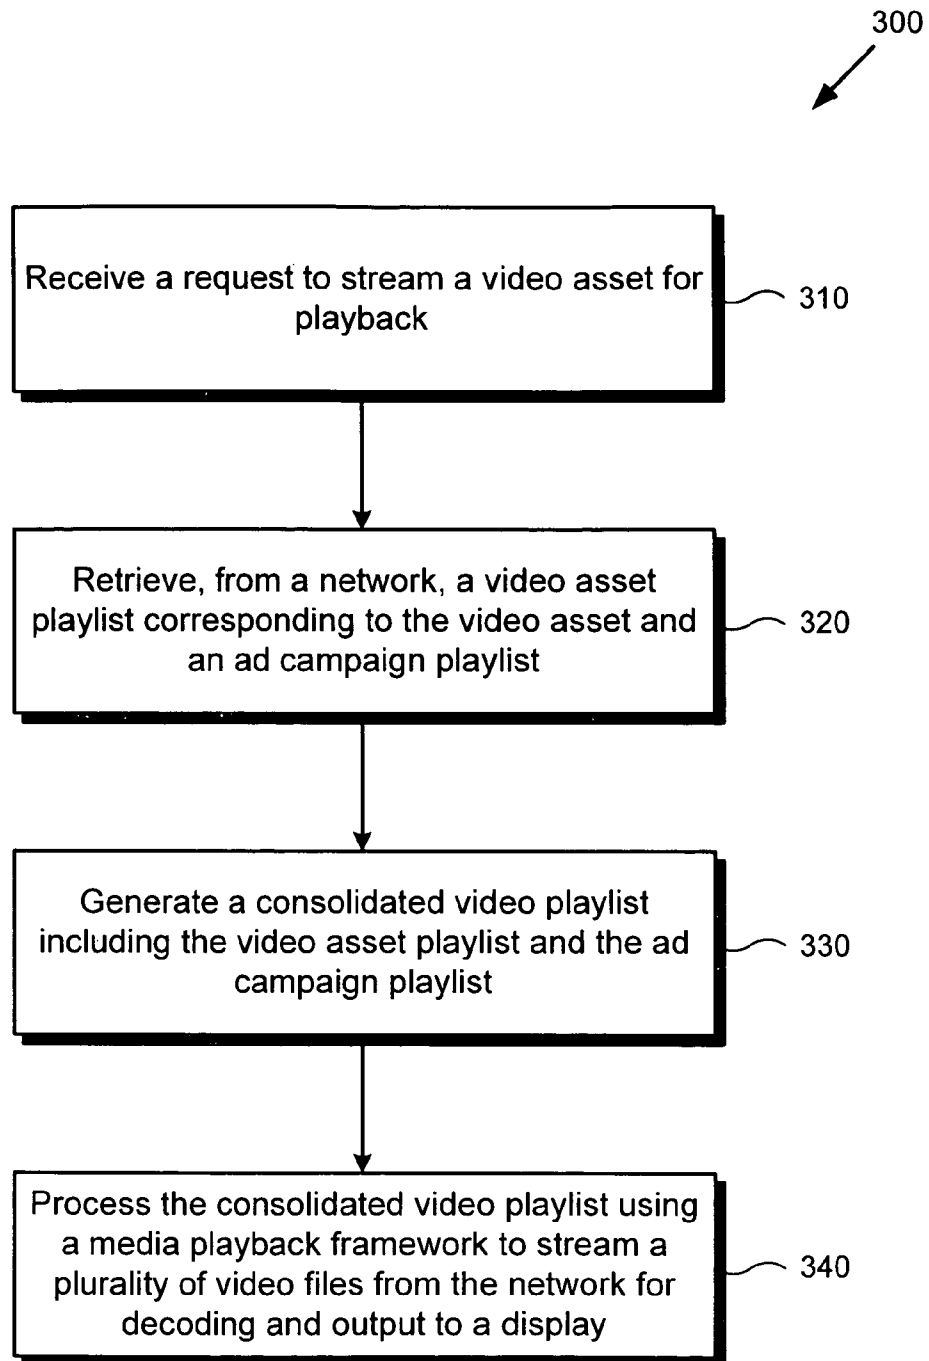 300
Receive a request to stream a video asset for
playback
310
Retrieve, from a network, a video asset
playlist corresponding to the video asset and
an ad campaign playlist
320
Generate a consolidated video playlist
including the video asset playlist and the ad
campaign playlist
330
Process the consolidated video playlist using
a media playback framework to stream a
plurality of video files from the network for
decoding and output to a display
340